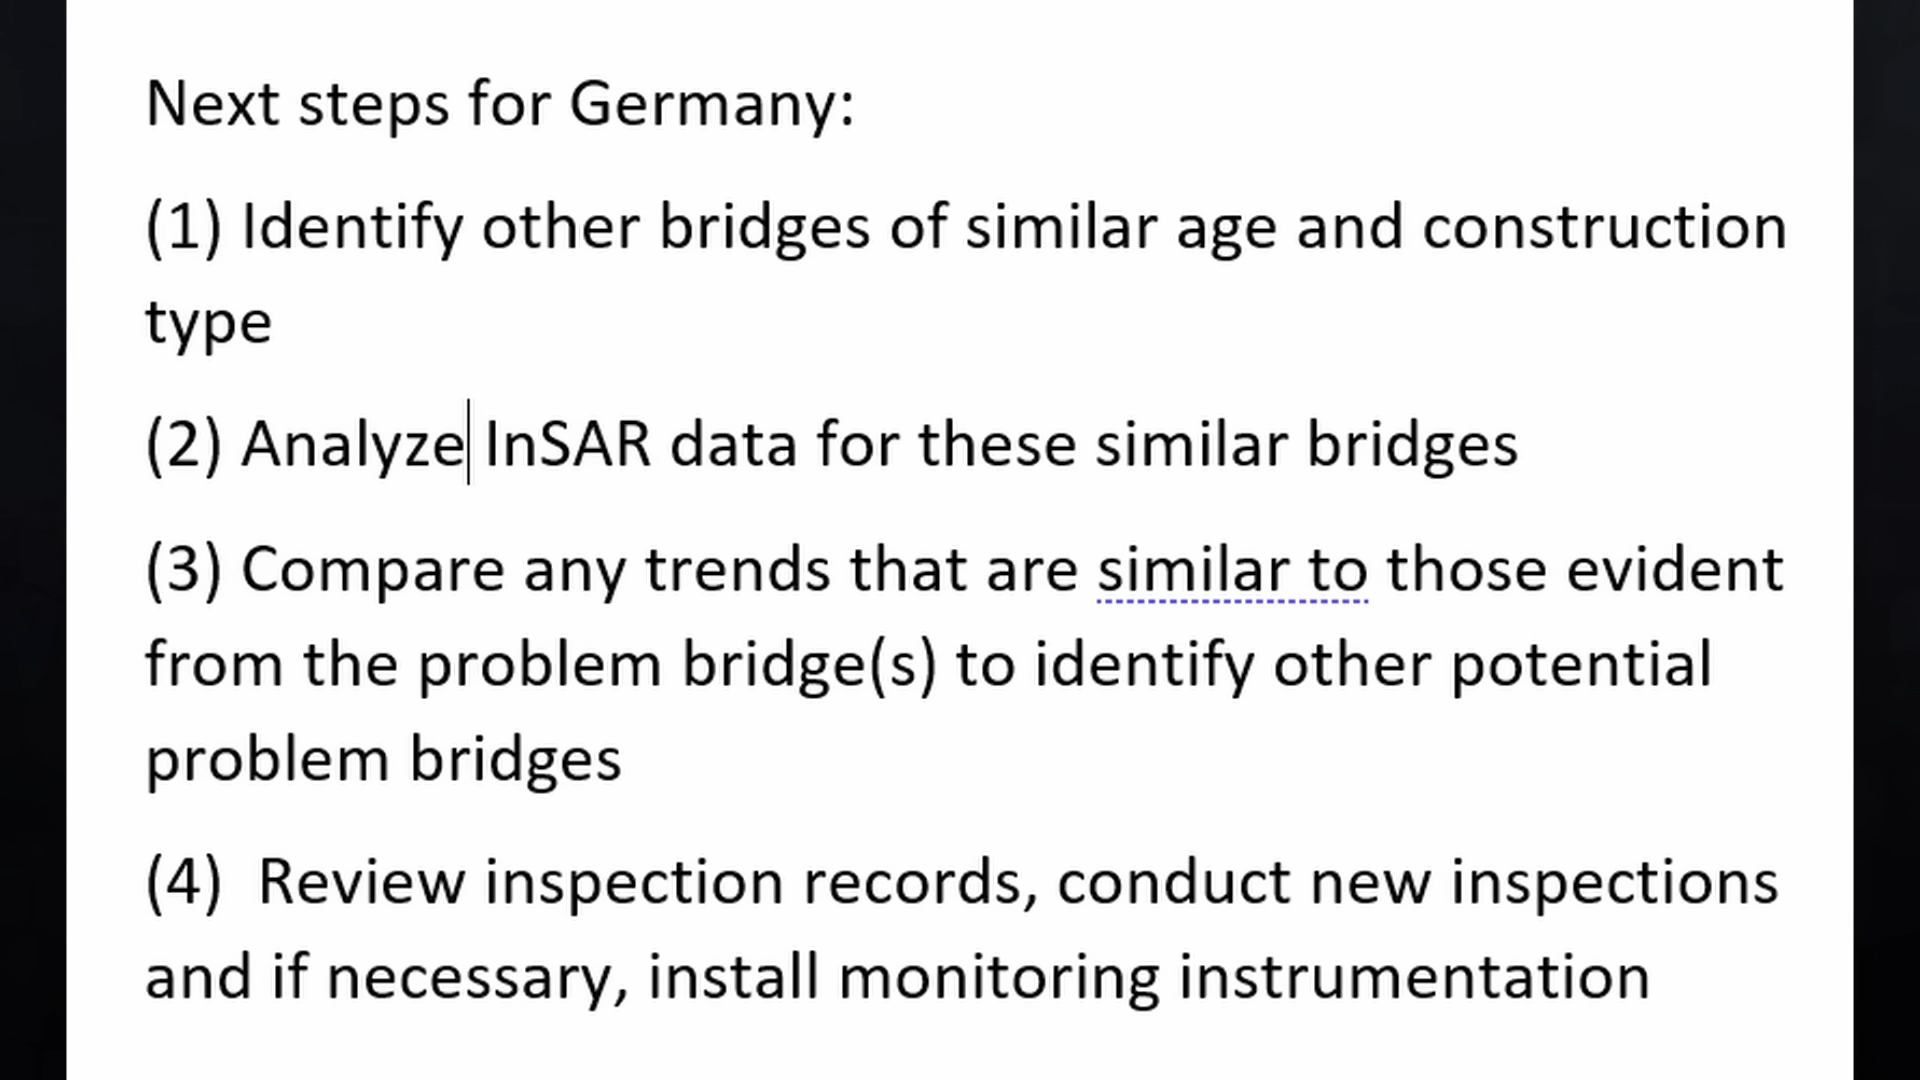 Next steps for Germany:
(1) Identify other bridges of similar age and construction
type
(2) Analyze InSAR data for these similar bridges
(3) Compare any trends that are similar to those evident
from the problem bridge(s) to identify other potential
problem bridges
(4)  Review inspection records, conduct new inspections
and if necessary, install monitoring instrumentation